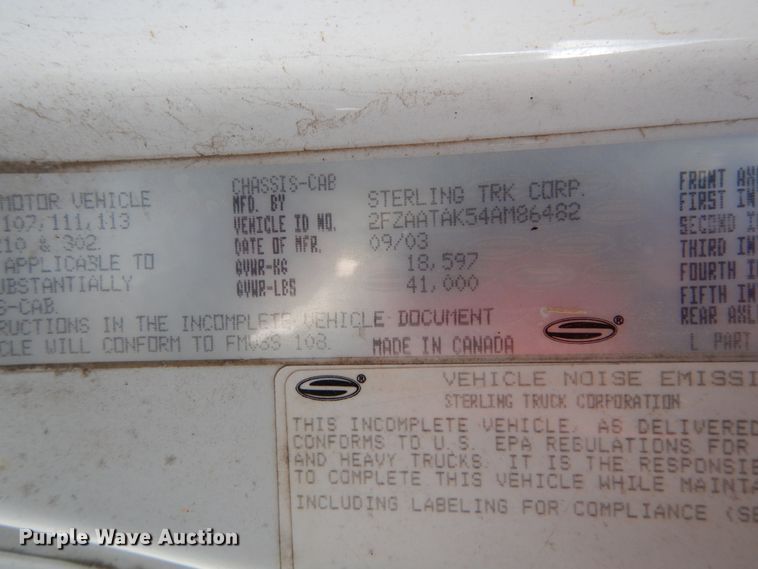 MOTOR VEHICLE
107,111,113
210 & 302
APPLICABLE TO
UBSTANTIALLY
S-CAB.
RUCTIONS IN THE INCOMPLETE VEHICLE DOCUMENT
CLE WILL CONFORM TO FMVSS 108.
CHASSIS-CAB
MFD. BY STERLING TRK CORP.
VEHICLE ID NO. 2FZAATAK54AM86482
DATE OF MFR. 09/03
GVWR-KG 18,597
GVWR-LBS 41,000
MADE IN CANADA
S®
FRONT AX
FIRST IN
SECOND I
THIRD IN
FOURTH I
FIFTH IN
REAR AXL
L PART
S®
VEHICLE NOISE EMISSI
STERLING TRUCK CORPORATION
THIS INCOMPLETE VEHICLE, AS DELIVERED
CONFORMS TO U.S. EPA REGULATIONS FOR
AND HEAVY TRUCKS. IT IS THE RESPONSIE
TO COMPLETE THIS VEHICLE WHILE MAINTA
INCLUDING LABELING FOR COMPLIANCE (SE
Purple Wave Auction